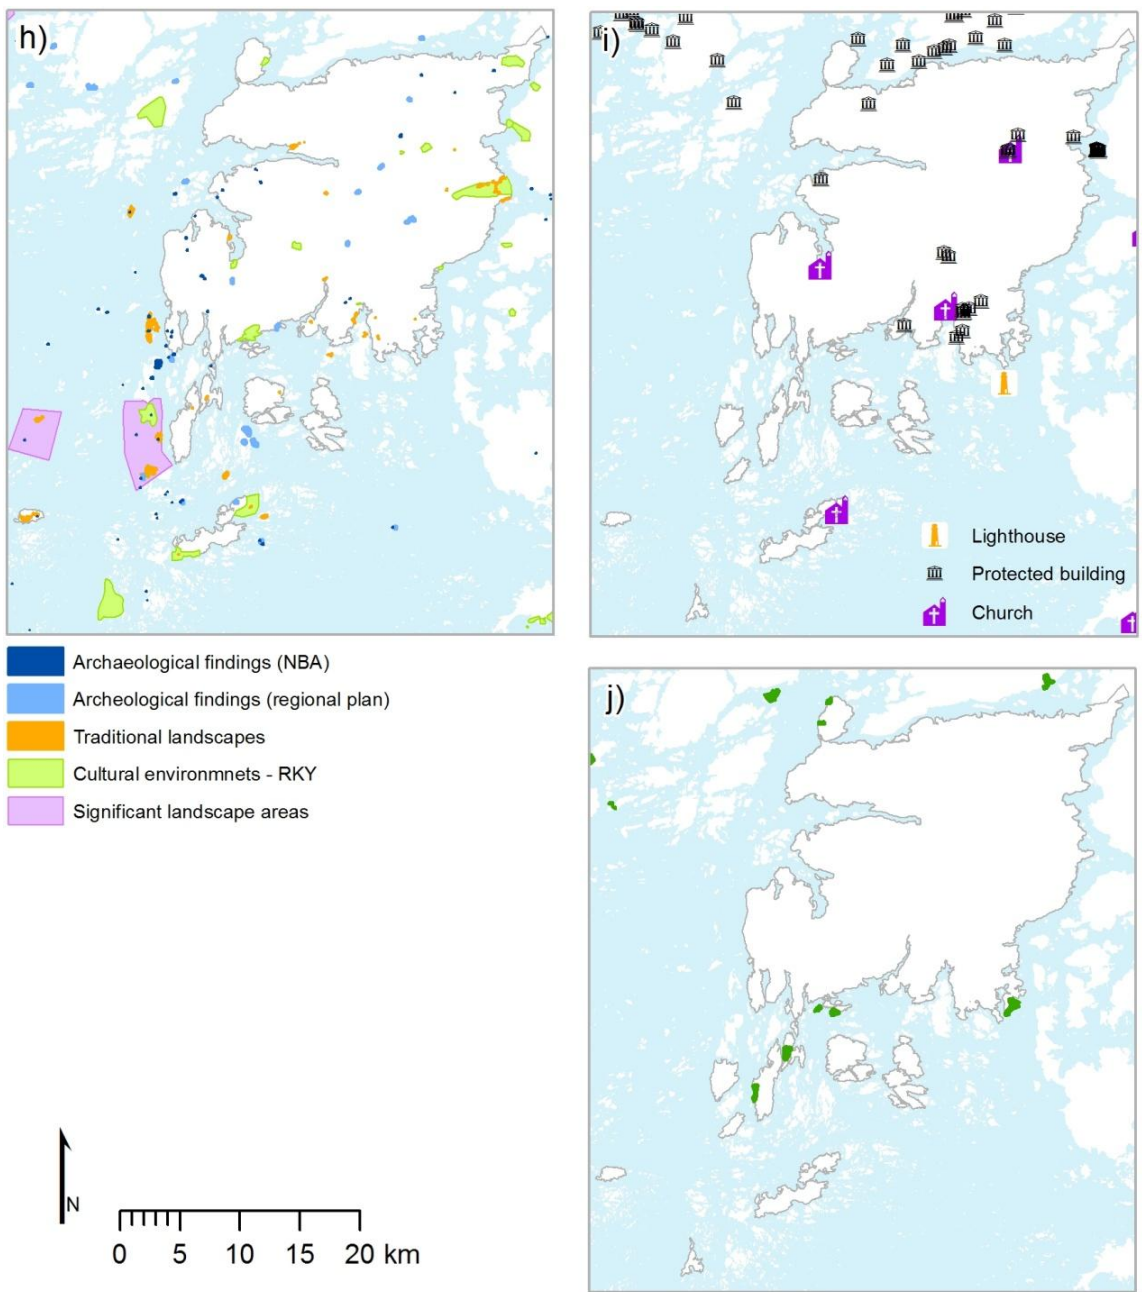 h)
i)
Lighthouse
Protected building
Church
Archaeological findings (NBA)
Archeological findings (regional plan)
Traditional landscapes
Cultural environmnets - RKY
Significant landscape areas
j)
N
0 5 10 15 20 km